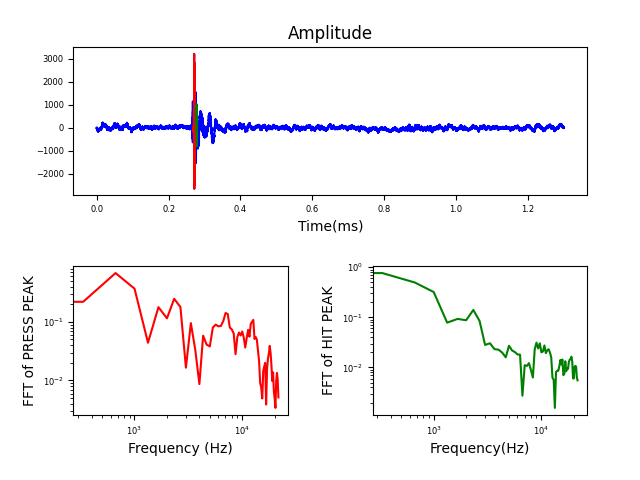 Amplitude
3000
2000
1000
0
−1000
−2000
0.0 0.2 0.4 0.6 0.8 1.0 1.2
Time(ms)
FFT of PRESS PEAK
10⁻¹
10⁻²
10³ 10⁴
Frequency (Hz)
FFT of HIT PEAK
10⁰
10⁻¹
10⁻²
10³ 10⁴
Frequency(Hz)